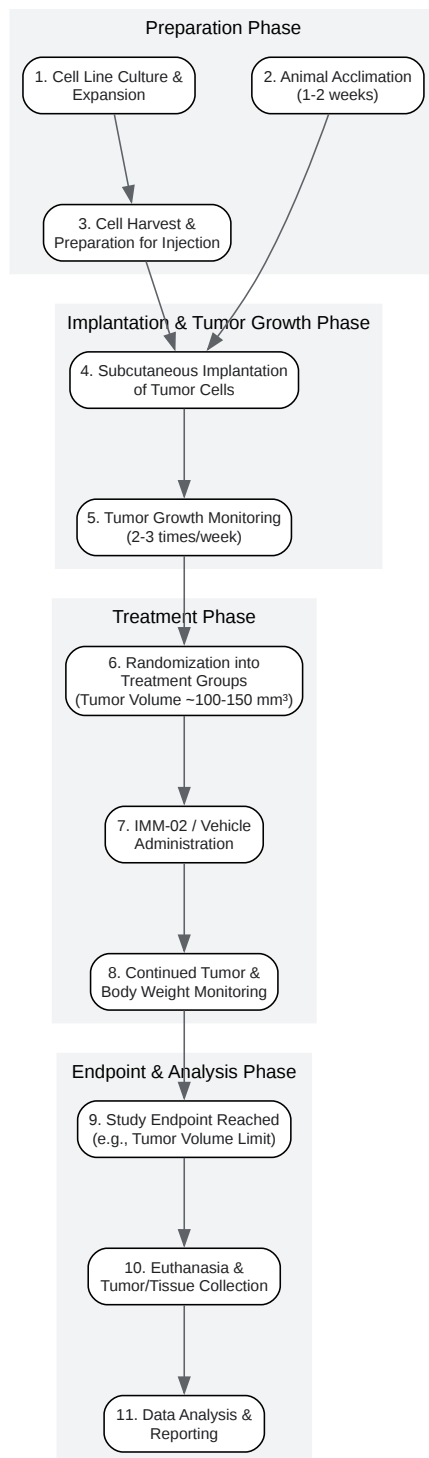 Preparation Phase
1. Cell Line Culture &
Expansion
2. Animal Acclimation
(1-2 weeks)
3. Cell Harvest &
Preparation for Injection
Implantation & Tumor Growth Phase
4. Subcutaneous Implantation
of Tumor Cells
5. Tumor Growth Monitoring
(2-3 times/week)
Treatment Phase
6. Randomization into
Treatment Groups
(Tumor Volume ~100-150 mm³)
7. IMM-02 / Vehicle
Administration
8. Continued Tumor &
Body Weight Monitoring
Endpoint & Analysis Phase
9. Study Endpoint Reached
(e.g., Tumor Volume Limit)
10. Euthanasia &
Tumor/Tissue Collection
11. Data Analysis &
Reporting